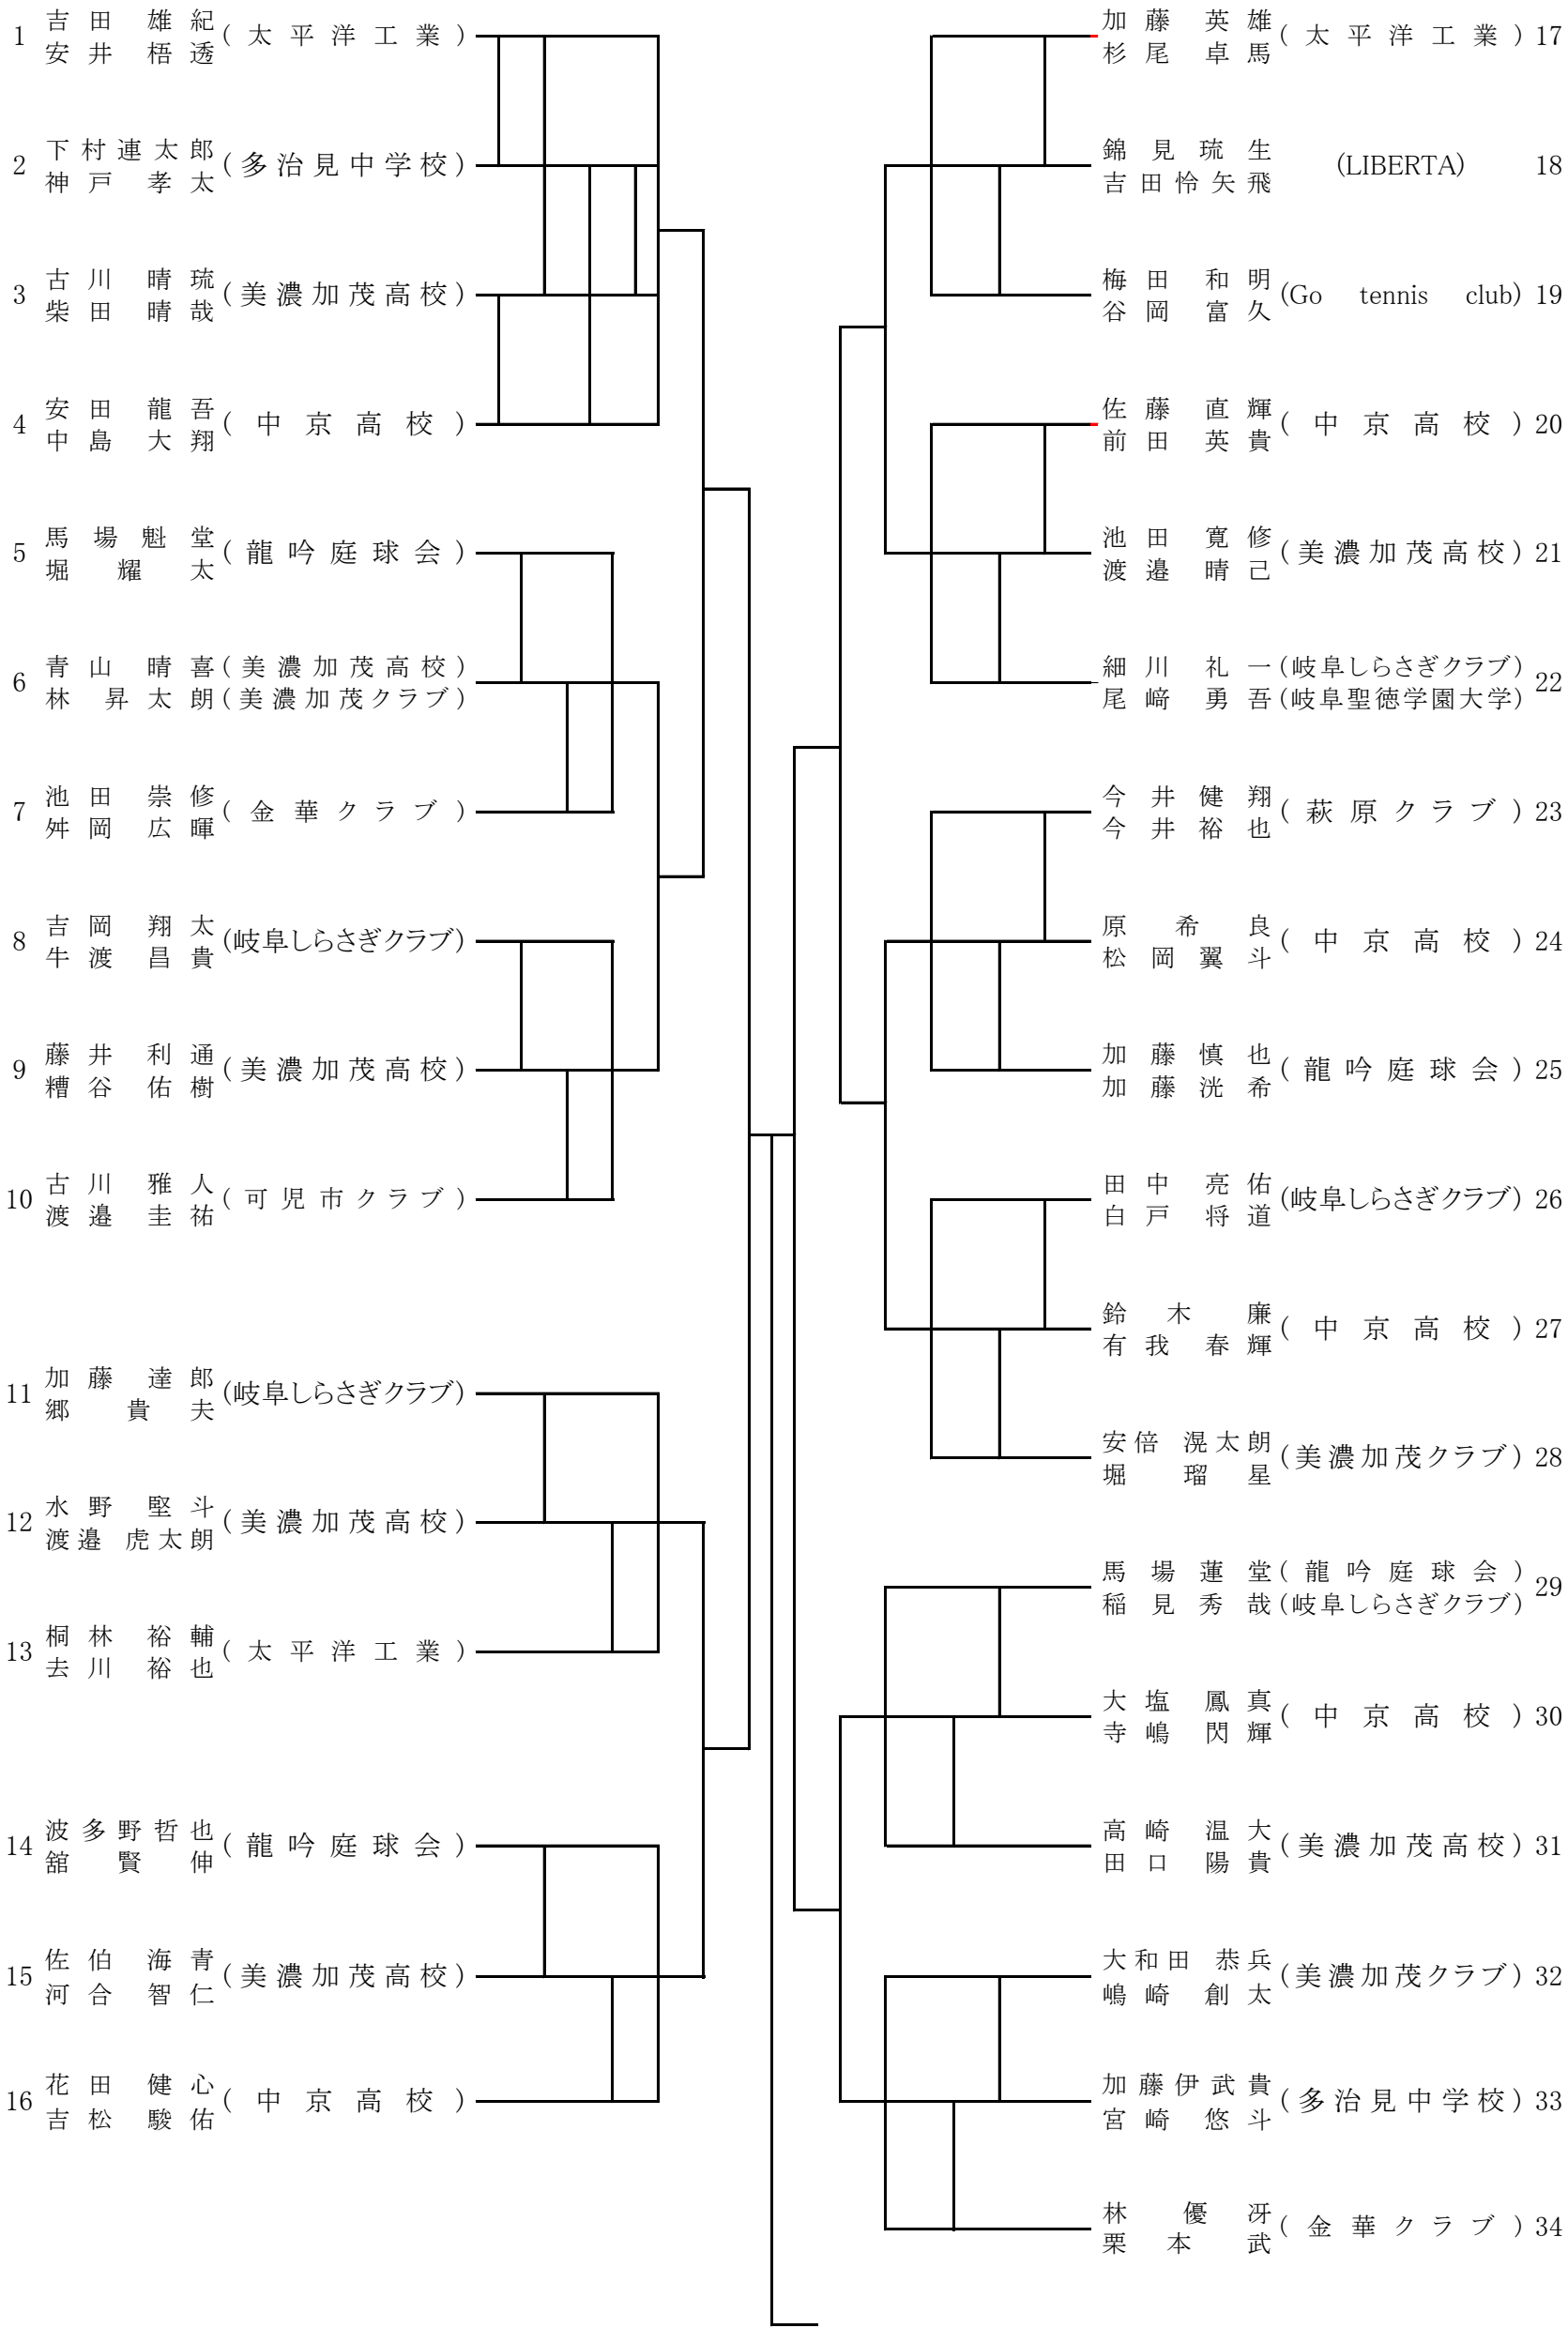 1 吉田 雄紀 (太平洋工業)
安井 梧透
2 下村連太郎 (多治見中学校)
神戸 孝太
3 古川 晴琉 (美濃加茂高校)
柴田 晴哉
4 安田 龍吾 (中京高校)
中島 大翔
5 馬場魁堂 (龍吟庭球会)
堀 耀太
6 青山 晴喜 (美濃加茂高校)
林 昇太朗 (美濃加茂クラブ)
7 池田 崇修 (金華クラブ)
舛岡 広暉
8 吉岡 翔太 (岐阜しらさぎクラブ)
牛渡 昌貴
9 藤井 利通 (美濃加茂高校)
糟谷 佑樹
10 古川 雅人 (可児市クラブ)
渡邉 圭祐
11 加藤 達郎 (岐阜しらさぎクラブ)
郷 貴夫
12 水野 堅斗 (美濃加茂高校)
渡邉 虎太朗
13 桐林 裕輔 (太平洋工業)
去川 裕也
14 波多野哲也 (龍吟庭球会)
舘 賢伸
15 佐伯 海青 (美濃加茂高校)
河合 智仁
16 花田 健心 (中京高校)
吉松 駿佑
加藤 英雄 (太平洋工業) 17
杉尾 卓馬
錦見琉生 (LIBERTA) 18
吉田怜矢飛
梅田 和明 (Go tennis club) 19
谷岡 富久
佐藤 直輝 (中京高校) 20
前田 英貴
池田 寛修 (美濃加茂高校) 21
渡邉 晴己
細川 礼一 (岐阜しらさぎクラブ) 22
尾崎 勇吾 (岐阜聖徳学園大学)
今井健翔 (萩原クラブ) 23
今井裕也
原 希良 (中京高校) 24
松岡翼斗
加藤慎也 (龍吟庭球会) 25
加藤洸希
田中 亮佑 (岐阜しらさぎクラブ) 26
白戸 将道
鈴木 廉 (中京高校) 27
有我 春輝
安倍 滉太朗 (美濃加茂クラブ) 28
堀 瑠星
馬場蓮堂 (龍吟庭球会) 29
稲見秀哉 (岐阜しらさぎクラブ)
大塩 鳳真 (中京高校) 30
寺嶋 閃輝
高崎 温大 (美濃加茂高校) 31
田口 陽貴
大和田 恭兵 (美濃加茂クラブ) 32
嶋崎 創太
加藤伊武貴 (多治見中学校) 33
宮崎 悠斗
林 優冴 (金華クラブ) 34
栗本 武